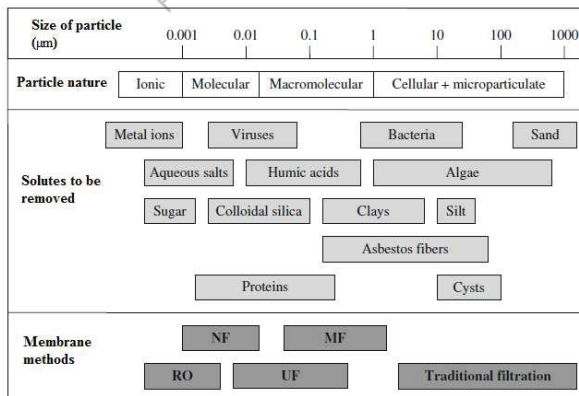 Size of particle
(μm)
0.001 0.01 0.1 1 10 100 1000
Particle nature
Ionic Molecular Macromolecular Cellular + microparticulate
Solutes to be
removed
Metal ions Viruses Bacteria Sand
Aqueous salts Humic acids Algae
Sugar Colloidal silica Clays Silt
Asbestos fibers
Proteins Cysts
Membrane
methods
NF MF
RO UF Traditional filtration